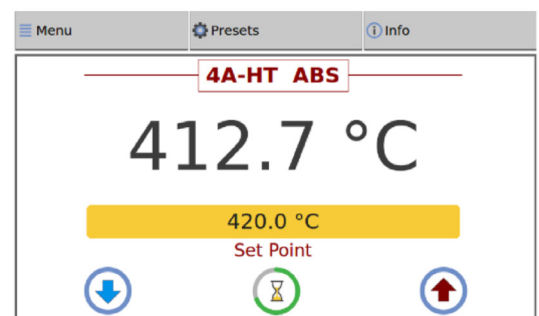 Menu Presets Info
4A-HT ABS
412.7 °C
420.0 °C
Set Point